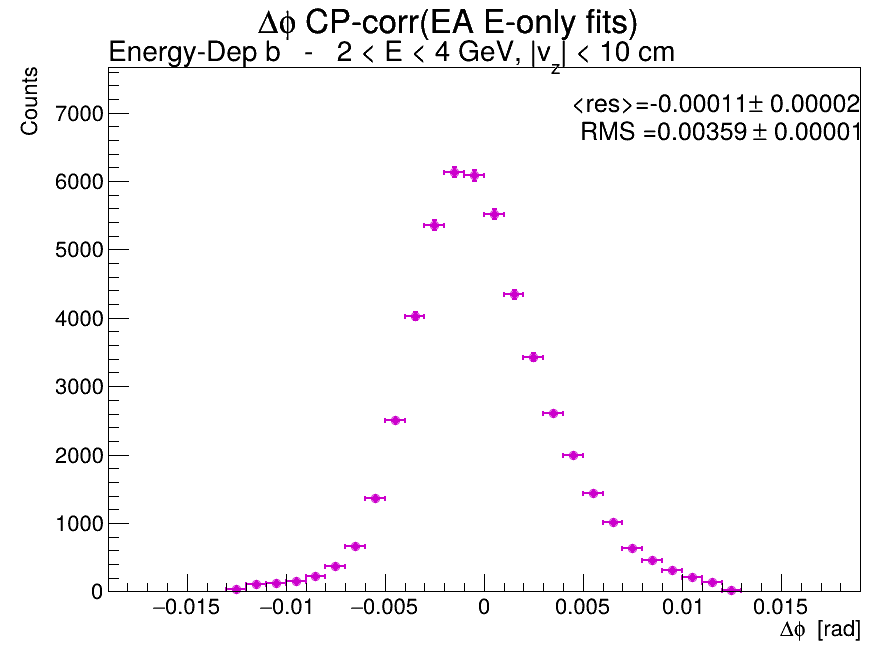 Δϕ CP-corr(EA E-only fits)
Energy-Dep b - 2 < E < 4 GeV, |v_z| < 10 cm
Counts
<res>=-0.00011± 0.00002
RMS =0.00359 ± 0.00001
7000
6000
5000
4000
3000
2000
1000
0
−0.015 −0.01 −0.005 0 0.005 0.01 0.015
Δϕ [rad]